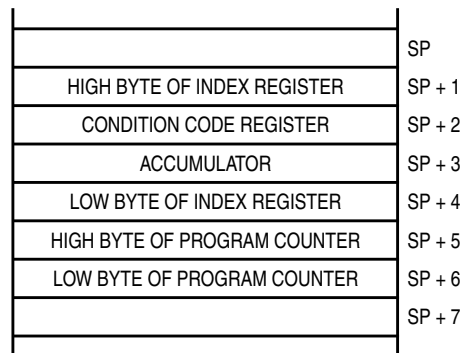 SP
HIGH BYTE OF INDEX REGISTER SP + 1
CONDITION CODE REGISTER SP + 2
ACCUMULATOR SP + 3
LOW BYTE OF INDEX REGISTER SP + 4
HIGH BYTE OF PROGRAM COUNTER SP + 5
LOW BYTE OF PROGRAM COUNTER SP + 6
SP + 7